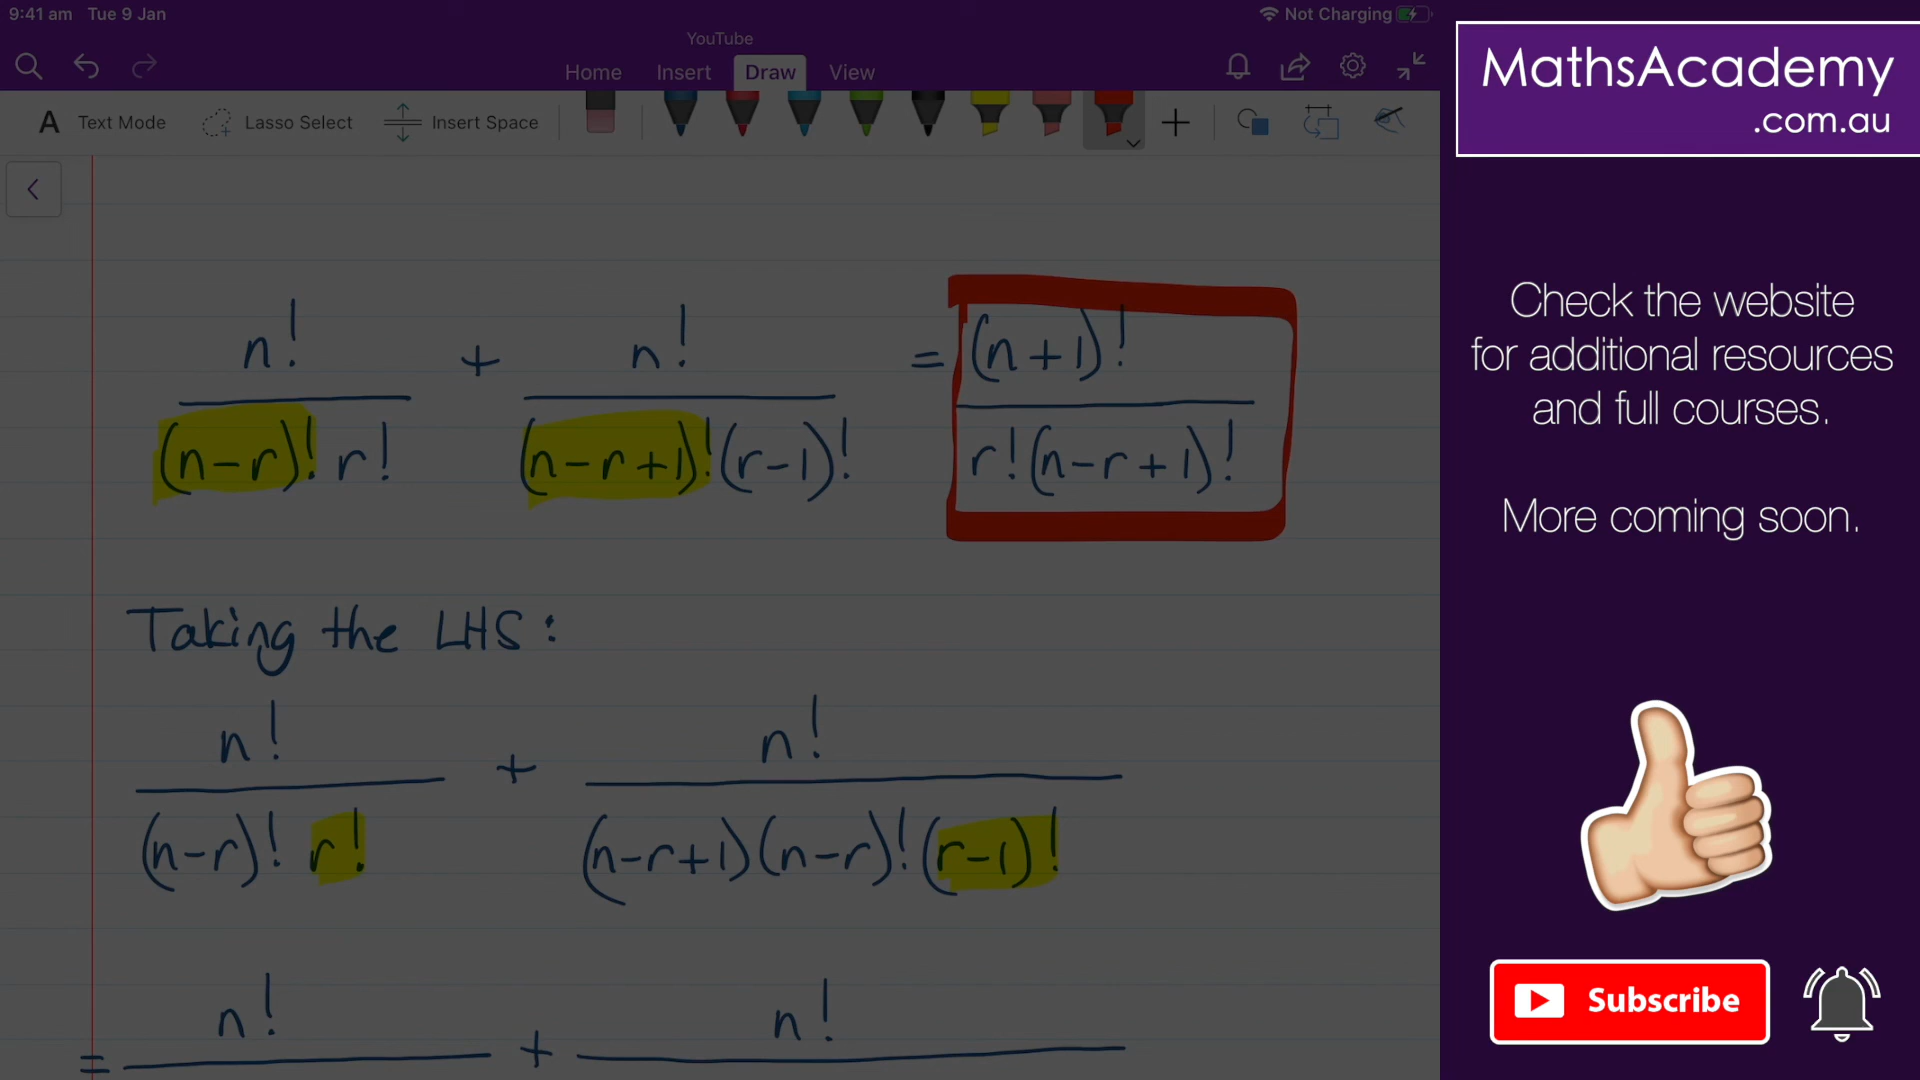 9:41 am Tue 9 Jan
Not Charging
YouTube
Home Insert Draw View
A Text Mode Lasso Select Insert Space
MathsAcademy
.com.au
Check the website
for additional resources
and full courses.
More coming soon.
n! + n! = (n+1)!
(n-r)! r! (n-r+1)!(r-1)! r!(n-r+1)!
Taking the LHS:
n! + n!
(n-r)! r! (n-r+1)(n-r)!(r-1)!
= n! + n!
Subscribe